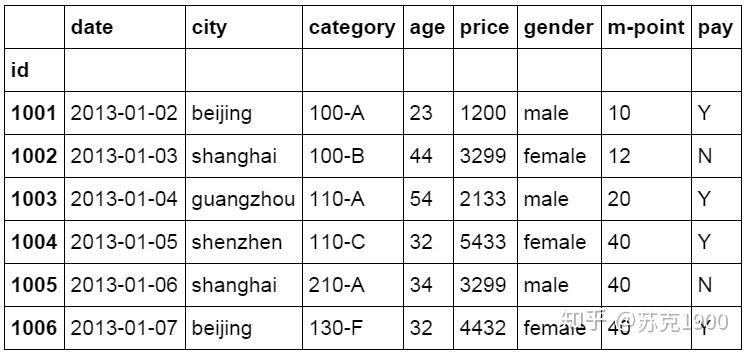 date city category age price gender m-point pay
id
1001 2013-01-02 beijing 100-A 23 1200 male 10 Y
1002 2013-01-03 shanghai 100-B 44 3299 female 12 N
1003 2013-01-04 guangzhou 110-A 54 2133 male 20 Y
1004 2013-01-05 shenzhen 110-C 32 5433 female 40 Y
1005 2013-01-06 shanghai 210-A 34 3299 male 40 N
1006 2013-01-07 beijing 130-F 32 4432 female 40 Y
知乎 @苏克1900